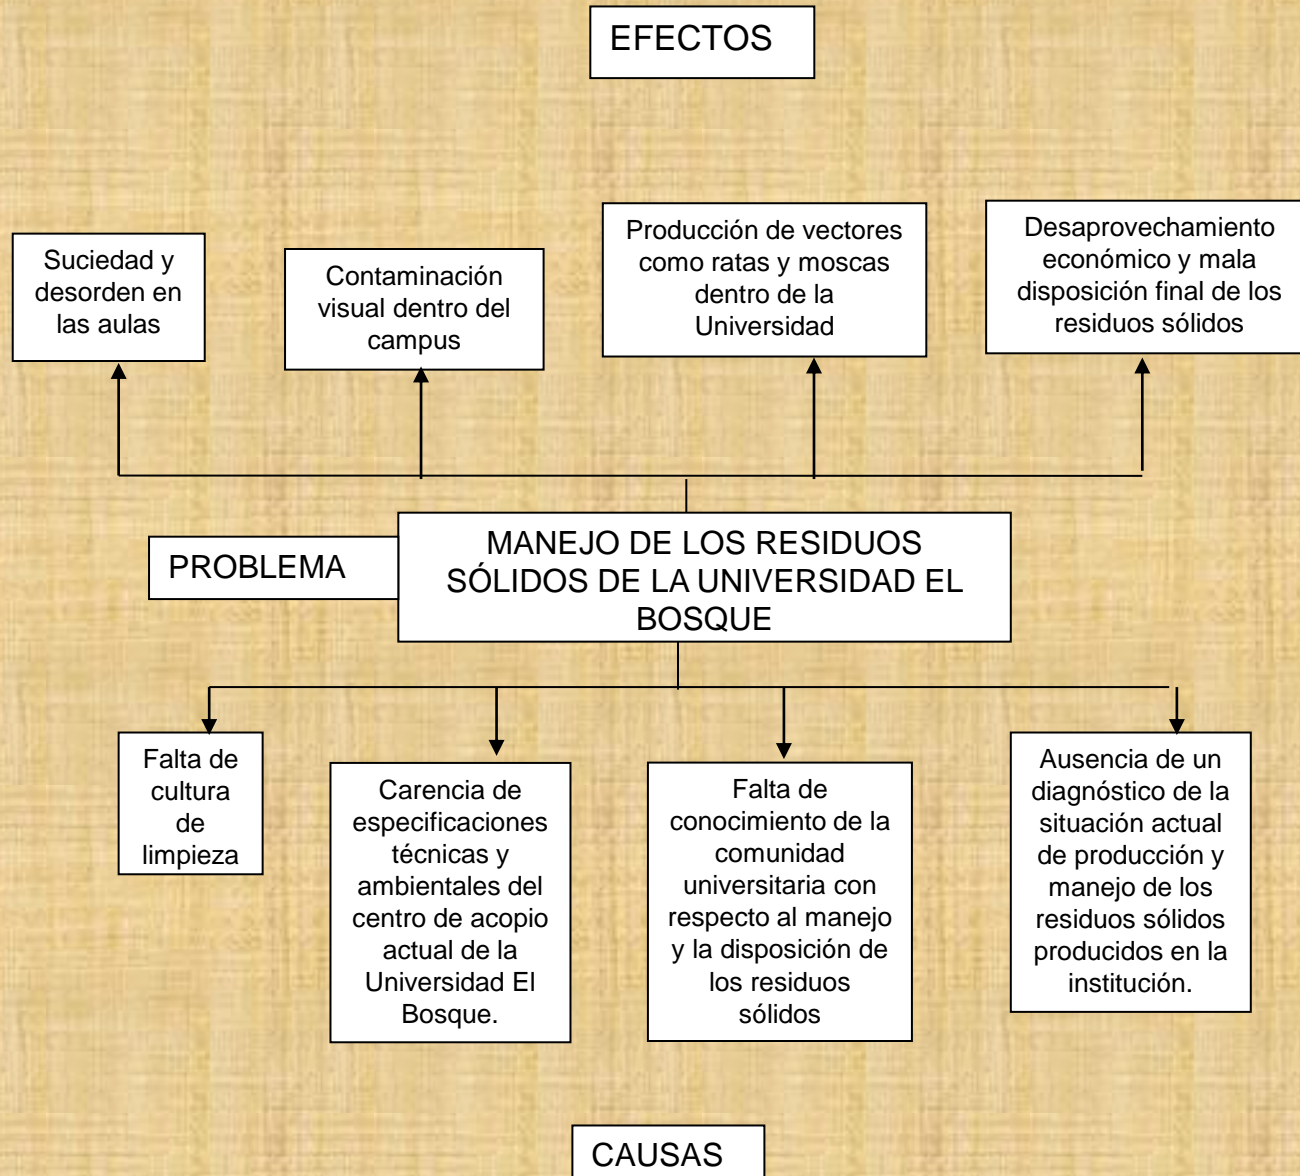 EFECTOS
Suciedad y
desorden en
las aulas
Contaminación
visual dentro del
campus
Producción de vectores
como ratas y moscas
dentro de la
Universidad
Desaprovechamiento
económico y mala
disposición final de los
residuos sólidos
PROBLEMA
MANEJO DE LOS RESIDUOS
SÓLIDOS DE LA UNIVERSIDAD EL
BOSQUE
Falta de
cultura
de
limpieza
Carencia de
especificaciones
técnicas y
ambientales del
centro de acopio
actual de la
Universidad El
Bosque.
Falta de
conocimiento de la
comunidad
universitaria con
respecto al manejo
y la disposición de
los residuos
sólidos
Ausencia de un
diagnóstico de la
situación actual
de producción y
manejo de los
residuos sólidos
producidos en la
institución.
CAUSAS